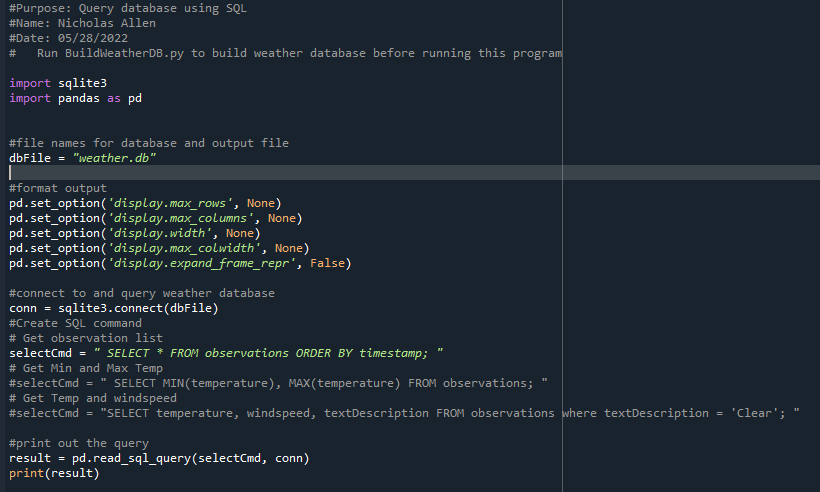 #Purpose: Query database using SQL
#Name: Nicholas Allen
#Date: 05/28/2022
#   Run BuildWeatherDB.py to build weather database before running this program
import sqlite3
import pandas as pd
#file names for database and output file
dbFile = "weather.db"
#format output
pd.set_option('display.max_rows', None)
pd.set_option('display.max_columns', None)
pd.set_option('display.width', None)
pd.set_option('display.max_colwidth', None)
pd.set_option('display.expand_frame_repr', False)
#connect to and query weather database
conn = sqlite3.connect(dbFile)
#Create SQL command
# Get observation list
selectCmd = " SELECT * FROM observations ORDER BY timestamp; "
# Get Min and Max Temp
#selectCmd = " SELECT MIN(temperature), MAX(temperature) FROM observations; "
# Get Temp and windspeed
#selectCmd = "SELECT temperature, windspeed, textDescription FROM observations where textDescription = 'Clear'; "
#print out the query
result = pd.read_sql_query(selectCmd, conn)
print(result)